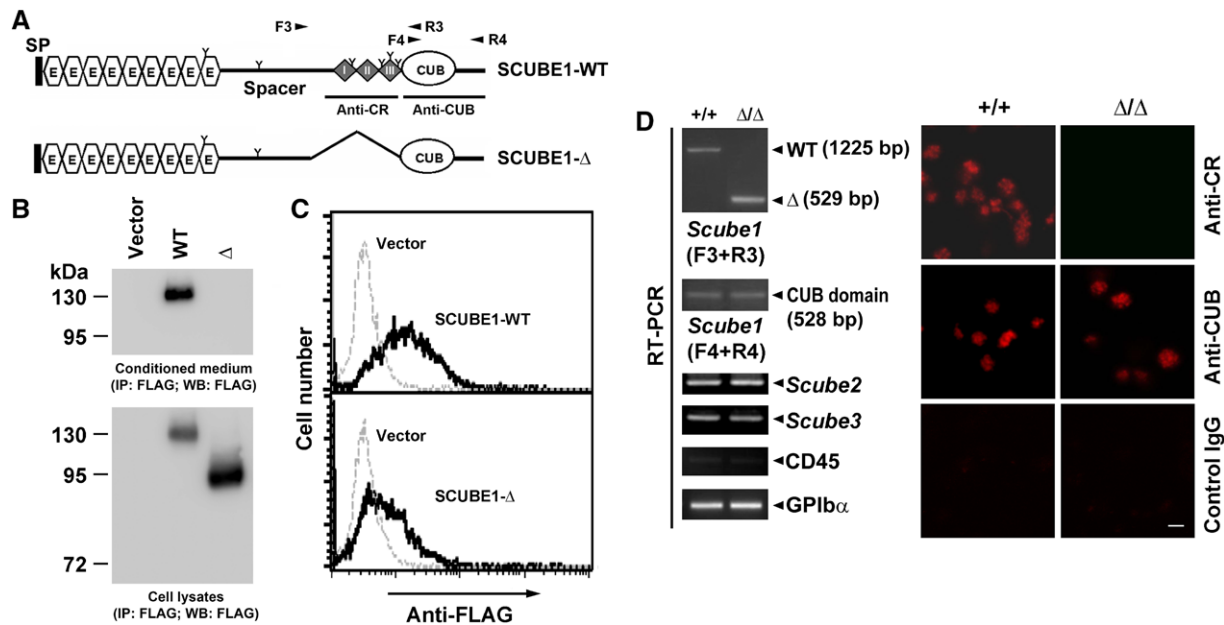 A
F3
R3
F4
R4
SP
E E E E E E E E E
Y
Y
I II III
Y Y Y Y
CUB
SCUBE1-WT
Spacer
Anti-CR
Anti-CUB
E E E E E E E E E
Y
Y
CUB
SCUBE1-Δ
B
Vector
WT
Δ
kDa
130
95
Conditioned medium
(IP: FLAG; WB: FLAG)
130
95
72
Cell lysates
(IP: FLAG; WB: FLAG)
C
Cell number
Vector
SCUBE1-WT
Vector
SCUBE1-Δ
Anti-FLAG
D
RT-PCR
+/+
Δ/Δ
WT (1225 bp)
Δ (529 bp)
Scube1
(F3+R3)
CUB domain
(528 bp)
Scube1
(F4+R4)
Scube2
Scube3
CD45
GPIbα
+/+
Δ/Δ
Anti-CR
Anti-CUB
Control IgG